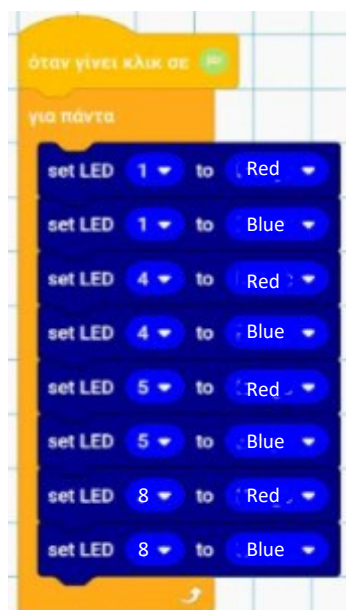 όταν γίνει κλικ σε
για πάντα
set LED 1 to Red
set LED 1 to Blue
set LED 4 to Red
set LED 4 to Blue
set LED 5 to Red
set LED 5 to Blue
set LED 8 to Red
set LED 8 to Blue